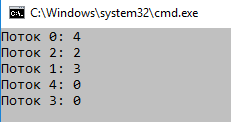 C:\Windows\system32\cmd.exe
Поток 0: 4
Поток 2: 2
Поток 1: 3
Поток 4: 0
Поток 3: 0